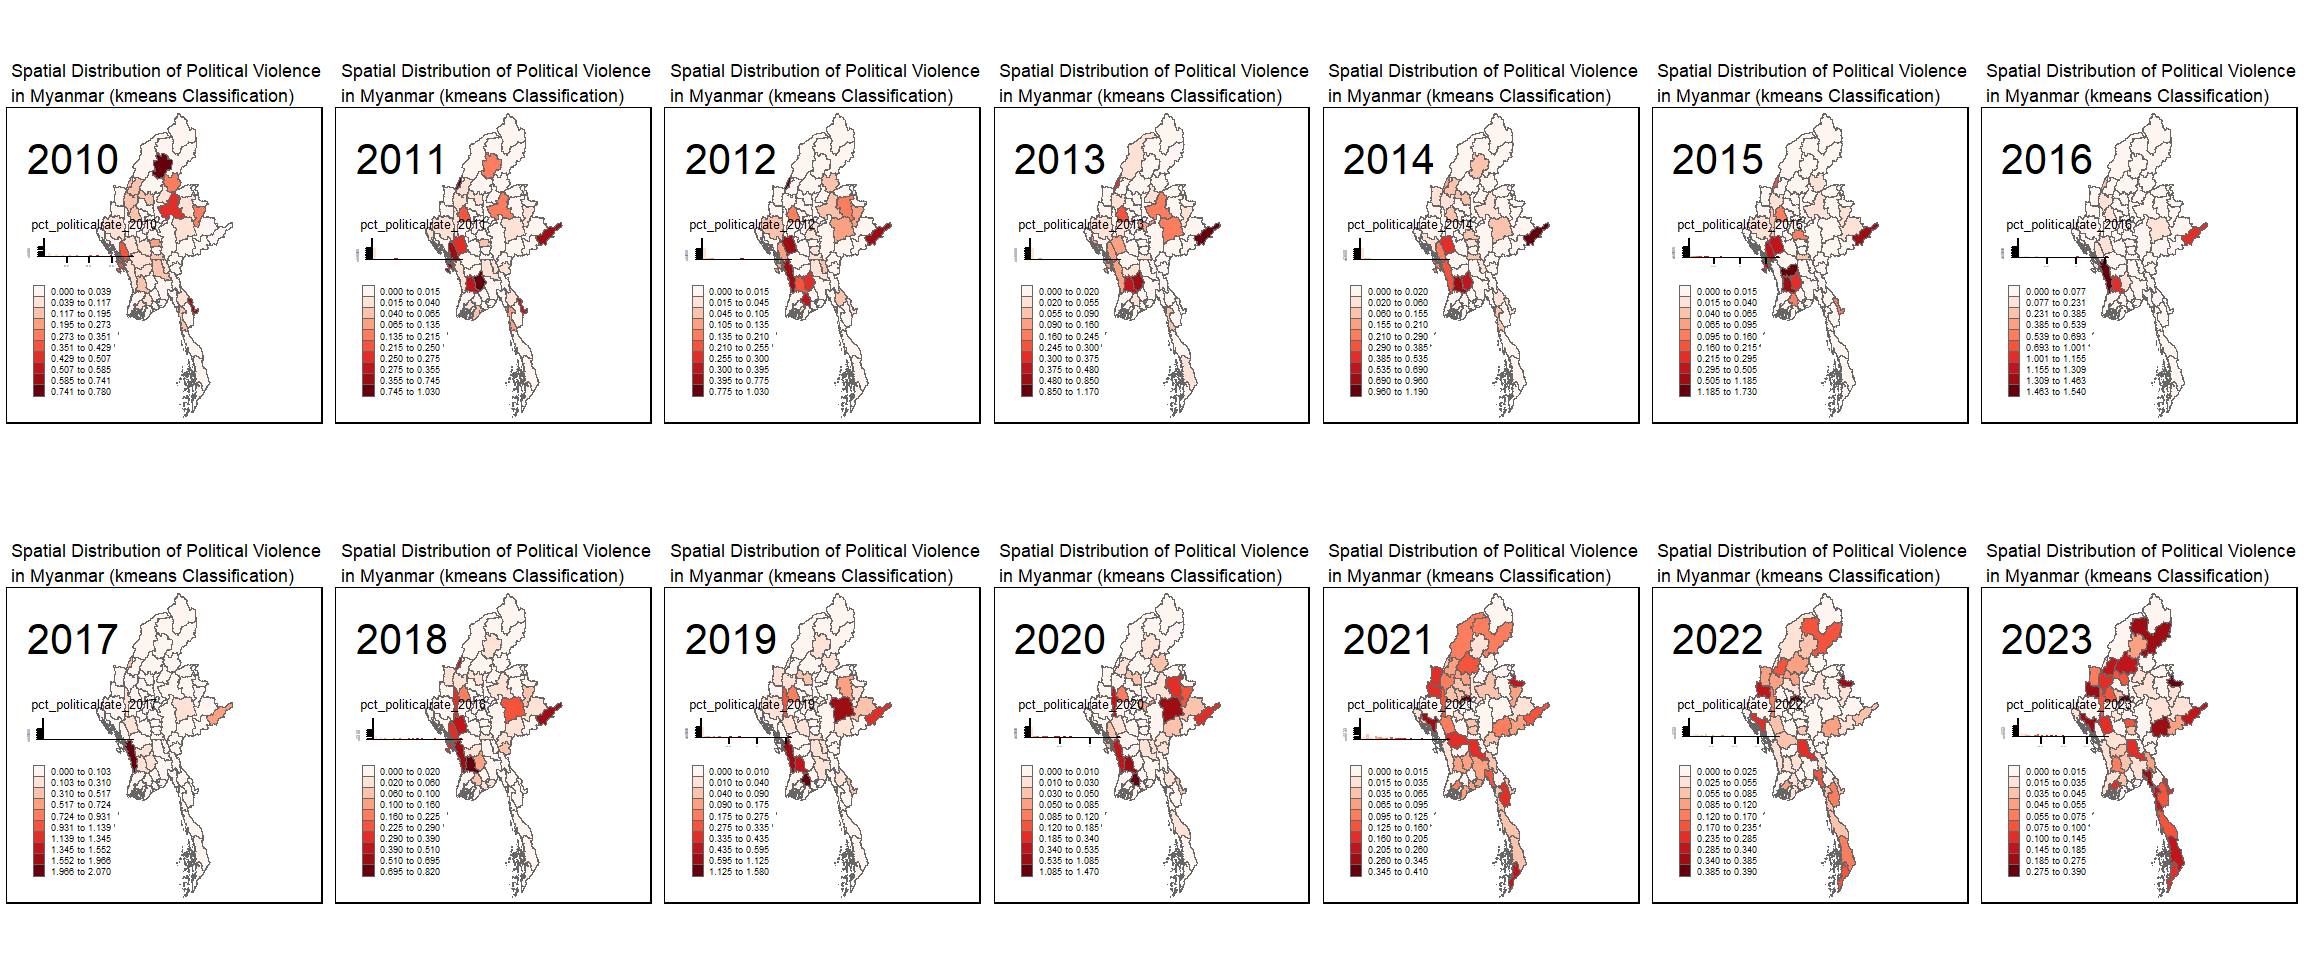 Spatial Distribution of Political Violence
in Myanmar (kmeans Classification)
2010
pct_politicalrate_2010
0.000 to 0.039
0.039 to 0.117
0.117 to 0.195
0.195 to 0.273
0.273 to 0.351
0.351 to 0.429
0.429 to 0.507
0.507 to 0.585
0.585 to 0.741
0.741 to 0.780
Spatial Distribution of Political Violence
in Myanmar (kmeans Classification)
2011
pct_politicalrate_2011
0.000 to 0.015
0.015 to 0.040
0.040 to 0.065
0.065 to 0.135
0.135 to 0.215
0.215 to 0.250
0.250 to 0.275
0.275 to 0.355
0.355 to 0.745
0.745 to 1.030
Spatial Distribution of Political Violence
in Myanmar (kmeans Classification)
2012
pct_politicalrate_2012
0.000 to 0.015
0.015 to 0.045
0.045 to 0.105
0.105 to 0.135
0.135 to 0.210
0.210 to 0.255
0.255 to 0.300
0.300 to 0.395
0.395 to 0.775
0.775 to 1.030
Spatial Distribution of Political Violence
in Myanmar (kmeans Classification)
2013
pct_politicalrate_2013
0.000 to 0.020
0.020 to 0.055
0.055 to 0.090
0.090 to 0.160
0.160 to 0.245
0.245 to 0.300
0.300 to 0.375
0.375 to 0.480
0.480 to 0.850
0.850 to 1.170
Spatial Distribution of Political Violence
in Myanmar (kmeans Classification)
2014
pct_politicalrate_2014
0.000 to 0.020
0.020 to 0.060
0.060 to 0.155
0.155 to 0.210
0.210 to 0.290
0.290 to 0.385
0.385 to 0.535
0.535 to 0.690
0.690 to 0.960
0.960 to 1.190
Spatial Distribution of Political Violence
in Myanmar (kmeans Classification)
2015
pct_politicalrate_2015
0.000 to 0.015
0.015 to 0.040
0.040 to 0.065
0.065 to 0.095
0.095 to 0.160
0.160 to 0.215
0.215 to 0.295
0.295 to 0.505
0.505 to 1.185
1.185 to 1.730
Spatial Distribution of Political Violence
in Myanmar (kmeans Classification)
2016
pct_politicalrate_2016
0.000 to 0.077
0.077 to 0.231
0.231 to 0.385
0.385 to 0.539
0.539 to 0.693
0.693 to 1.001
1.001 to 1.155
1.155 to 1.309
1.309 to 1.463
1.463 to 1.540
Spatial Distribution of Political Violence
in Myanmar (kmeans Classification)
2017
pct_politicalrate_2017
0.000 to 0.103
0.103 to 0.310
0.310 to 0.517
0.517 to 0.724
0.724 to 0.931
0.931 to 1.139
1.139 to 1.345
1.345 to 1.552
1.552 to 1.966
1.966 to 2.070
Spatial Distribution of Political Violence
in Myanmar (kmeans Classification)
2018
pct_politicalrate_2018
0.000 to 0.020
0.020 to 0.060
0.060 to 0.100
0.100 to 0.160
0.160 to 0.225
0.225 to 0.290
0.290 to 0.390
0.390 to 0.510
0.510 to 0.695
0.695 to 0.820
Spatial Distribution of Political Violence
in Myanmar (kmeans Classification)
2019
pct_politicalrate_2019
0.000 to 0.010
0.010 to 0.040
0.040 to 0.090
0.090 to 0.175
0.175 to 0.275
0.275 to 0.335
0.335 to 0.435
0.435 to 0.595
0.595 to 1.125
1.125 to 1.580
Spatial Distribution of Political Violence
in Myanmar (kmeans Classification)
2020
pct_politicalrate_2020
0.000 to 0.010
0.010 to 0.030
0.030 to 0.050
0.050 to 0.085
0.085 to 0.120
0.120 to 0.185
0.185 to 0.340
0.340 to 0.535
0.535 to 1.085
1.085 to 1.470
Spatial Distribution of Political Violence
in Myanmar (kmeans Classification)
2021
pct_politicalrate_2021
0.000 to 0.015
0.015 to 0.035
0.035 to 0.065
0.065 to 0.095
0.095 to 0.125
0.125 to 0.160
0.160 to 0.205
0.205 to 0.260
0.260 to 0.345
0.345 to 0.410
Spatial Distribution of Political Violence
in Myanmar (kmeans Classification)
2022
pct_politicalrate_2022
0.000 to 0.025
0.025 to 0.055
0.055 to 0.085
0.085 to 0.120
0.120 to 0.170
0.170 to 0.235
0.235 to 0.285
0.285 to 0.340
0.340 to 0.385
0.385 to 0.390
Spatial Distribution of Political Violence
in Myanmar (kmeans Classification)
2023
pct_politicalrate_2023
0.000 to 0.015
0.015 to 0.035
0.035 to 0.045
0.045 to 0.055
0.055 to 0.075
0.075 to 0.100
0.100 to 0.145
0.145 to 0.185
0.185 to 0.275
0.275 to 0.390